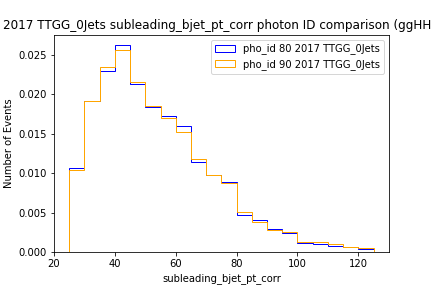 2017 TTGG_0Jets subleading_bjet_pt_corr photon ID comparison (ggHH
pho_id 80 2017 TTGG_0Jets
pho_id 90 2017 TTGG_0Jets
Number of Events
0.025
0.020
0.015
0.010
0.005
0.000
20 40 60 80 100 120
subleading_bjet_pt_corr